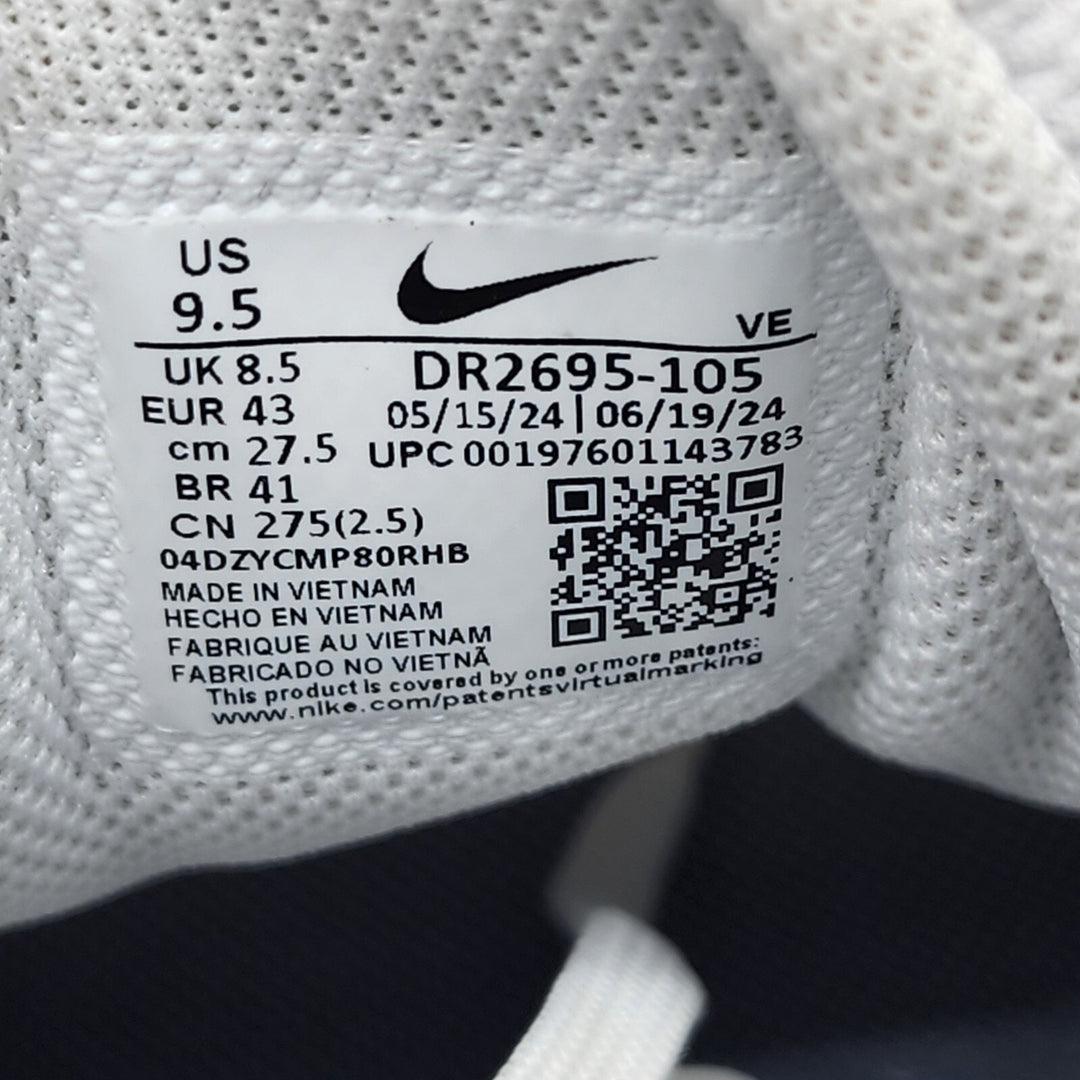 US
9.5
VE
UK 8.5
DR2695-105
EUR 43
05/15/24 | 06/19/24
cm 27.5
UPC 00197601143783
BR 41
CN 275(2.5)
04DZYCMP80RHB
MADE IN VIETNAM
HECHO EN VIETNAM
FABRIQUE AU VIETNAM
FABRICADO NO VIETNÃ
This product is covered by one or more patents:
www.nike.com/patentsvirtualmarking